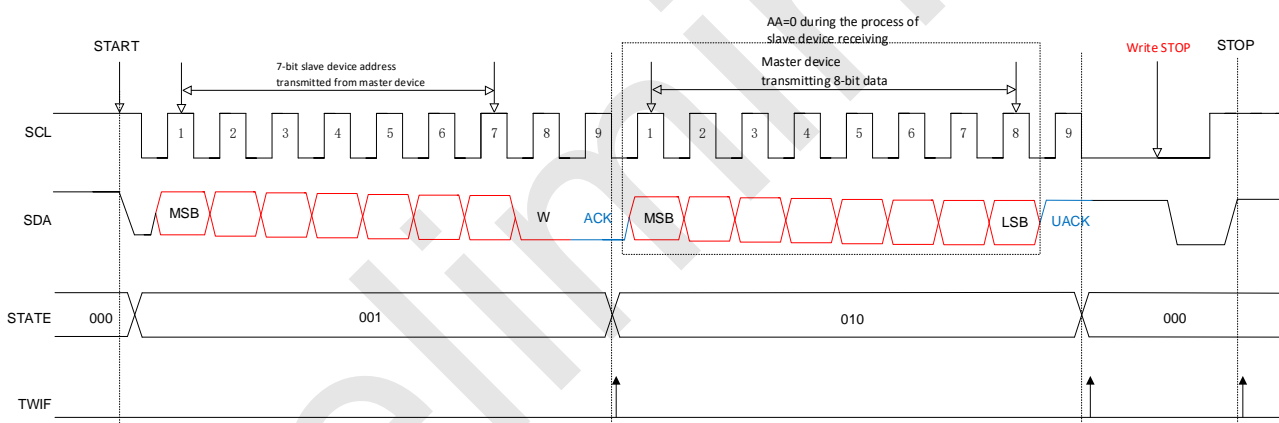 AA=0 during the process of
slave device receiving
START
Write STOP
STOP
7-bit slave device address
transmitted from master device
Master device
transmitting 8-bit data
SCL
1 2 3 4 5 6 7 8 9 1 2 3 4 5 6 7 8 9
SDA
MSB W ACK MSB LSB UACK
STATE
000 001 010 000
TWIF